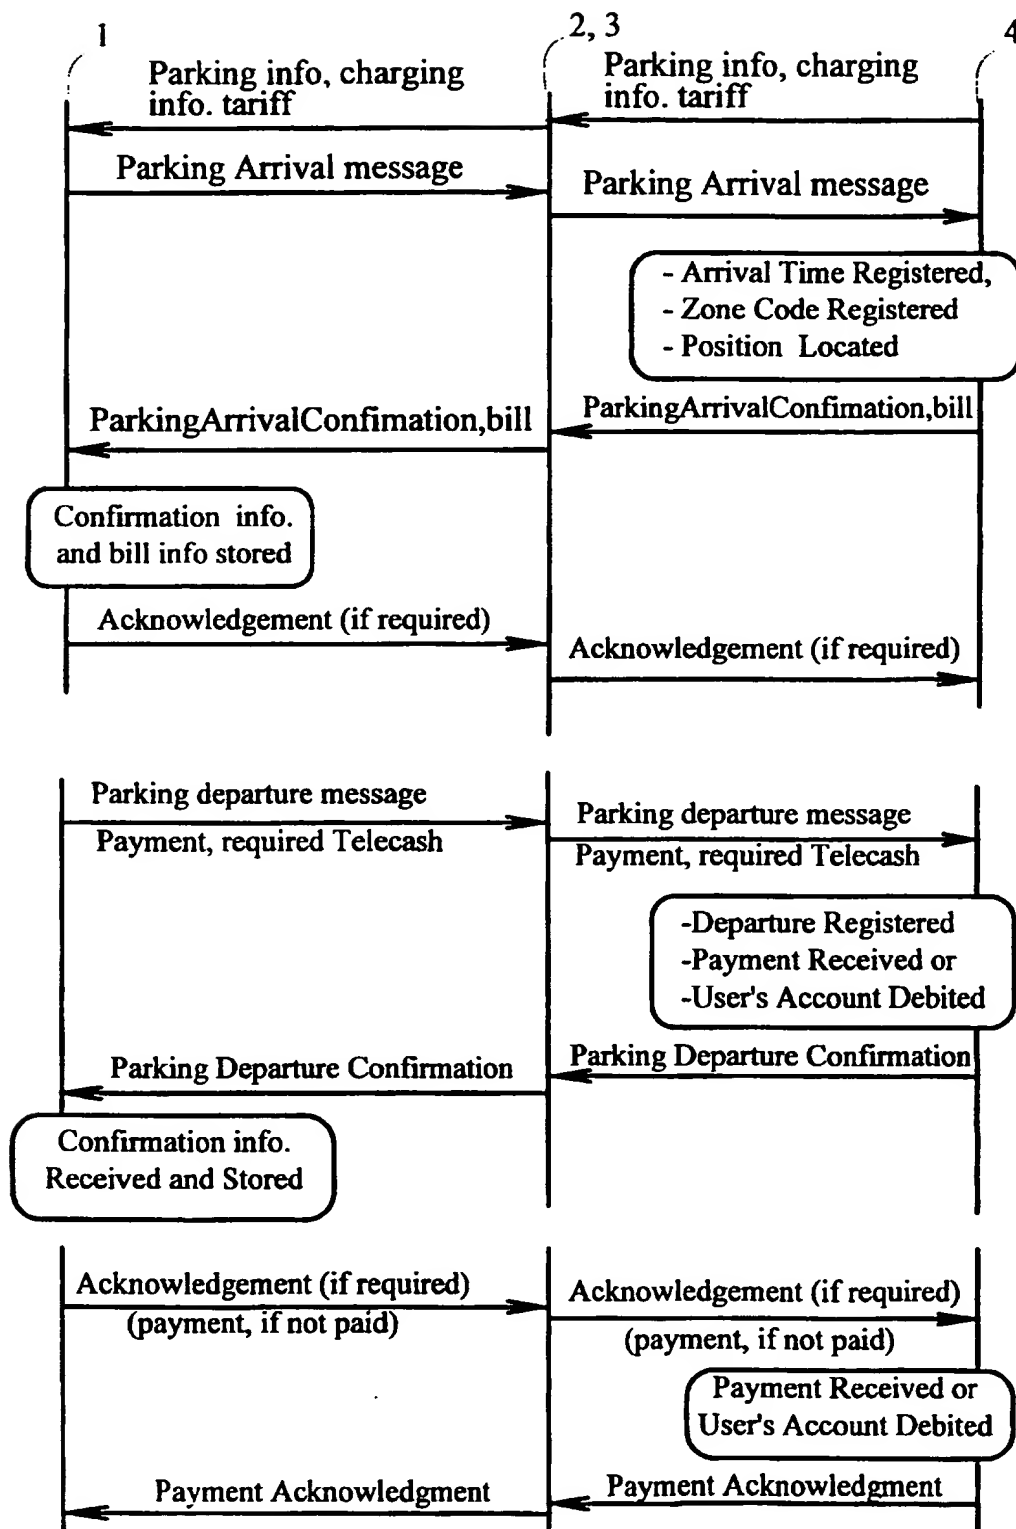 1
2, 3
4
Parking info, charging
info. tariff
Parking info, charging
info. tariff
Parking Arrival message
Parking Arrival message
- Arrival Time Registered,
- Zone Code Registered
- Position Located
ParkingArrivalConfimation,bill
ParkingArrivalConfimation,bill
Confirmation info.
and bill info stored
Acknowledgement (if required)
Acknowledgement (if required)
Parking departure message
Payment, required Telecash
Parking departure message
Payment, required Telecash
-Departure Registered
-Payment Received or
-User's Account Debited
Parking Departure Confirmation
Parking Departure Confirmation
Confirmation info.
Received and Stored
Acknowledgement (if required)
(payment, if not paid)
Acknowledgement (if required)
(payment, if not paid)
Payment Received or
User's Account Debited
Payment Acknowledgment
Payment Acknowledgment